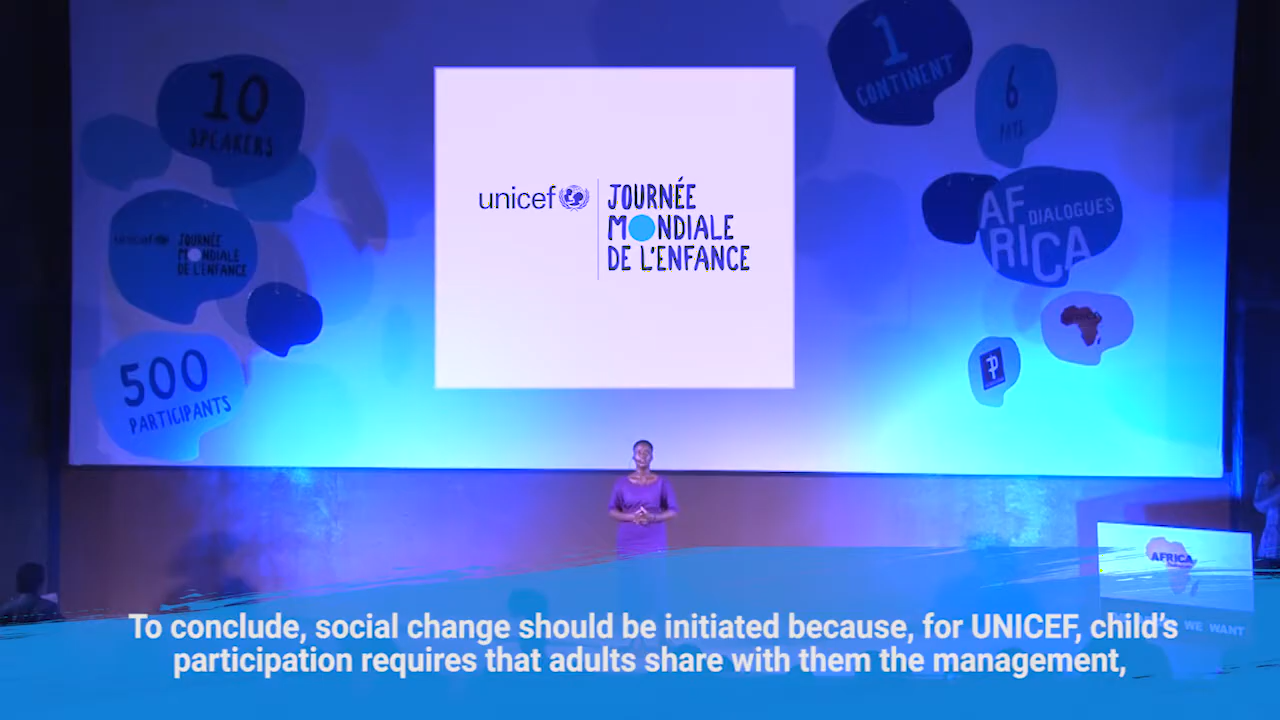 10
SPEAKERS
unicef
JOURNÉE
MONDIALE
DE L'ENFANCE
500
PARTICIPANTS
unicef
JOURNÉE
MONDIALE
DE L'ENFANCE
1
CONTINENT
6
PAYS
AFRICA
DIALOGUES
AFRICA
WE WANT
To conclude, social change should be initiated because, for UNICEF, child's
participation requires that adults share with them the management,